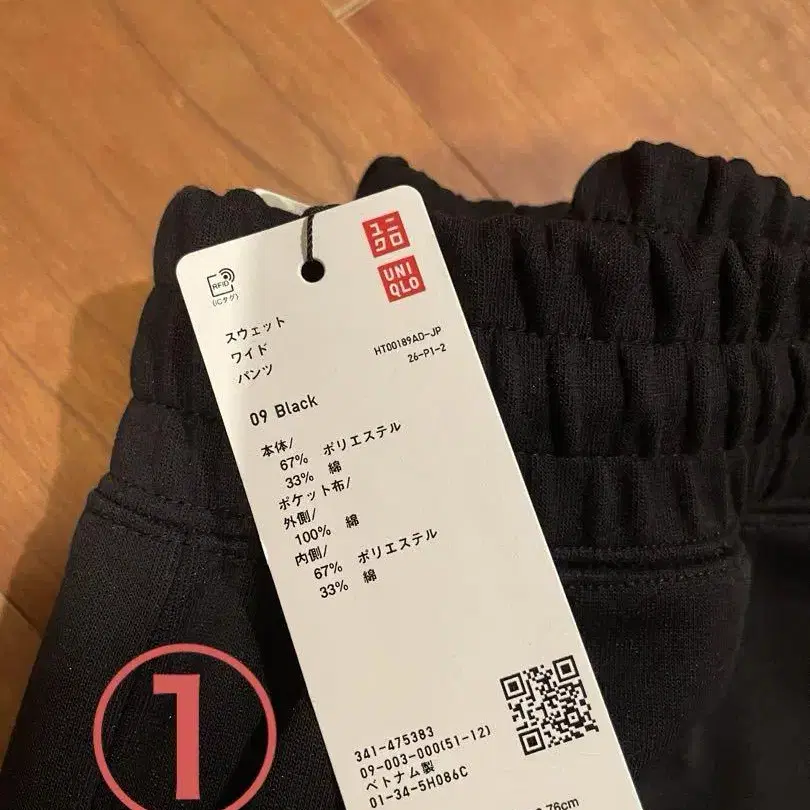 ユニ
クロ
UNI
QLO
RFID
(ICタグ)
スウェット
ワイド
パンツ
HT00189AD-JP
26-P1-2
09 Black
本体/
67% ポリエステル
33% 綿
ポケット布/
外側/
100% 綿
内側/
67% ポリエステル
33% 綿
341-475383
09-003-000(51-12)
ベトナム製
01-34-5H086C
76cm
1